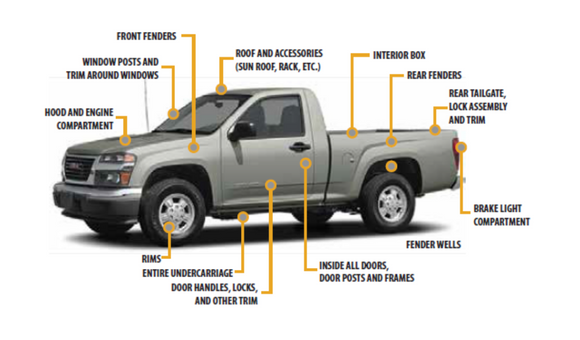 FRONT FENDERS
WINDOW POSTS AND
TRIM AROUND WINDOWS
ROOF AND ACCESSORIES
(SUN ROOF, RACK, ETC.)
INTERIOR BOX
REAR FENDERS
REAR TAILGATE,
LOCK ASSEMBLY
AND TRIM
HOOD AND ENGINE
COMPARTMENT
GMC
BRAKE LIGHT
COMPARTMENT
FENDER WELLS
RIMS
ENTIRE UNDERCARRIAGE
DOOR HANDLES, LOCKS,
AND OTHER TRIM
INSIDE ALL DOORS,
DOOR POSTS AND FRAMES